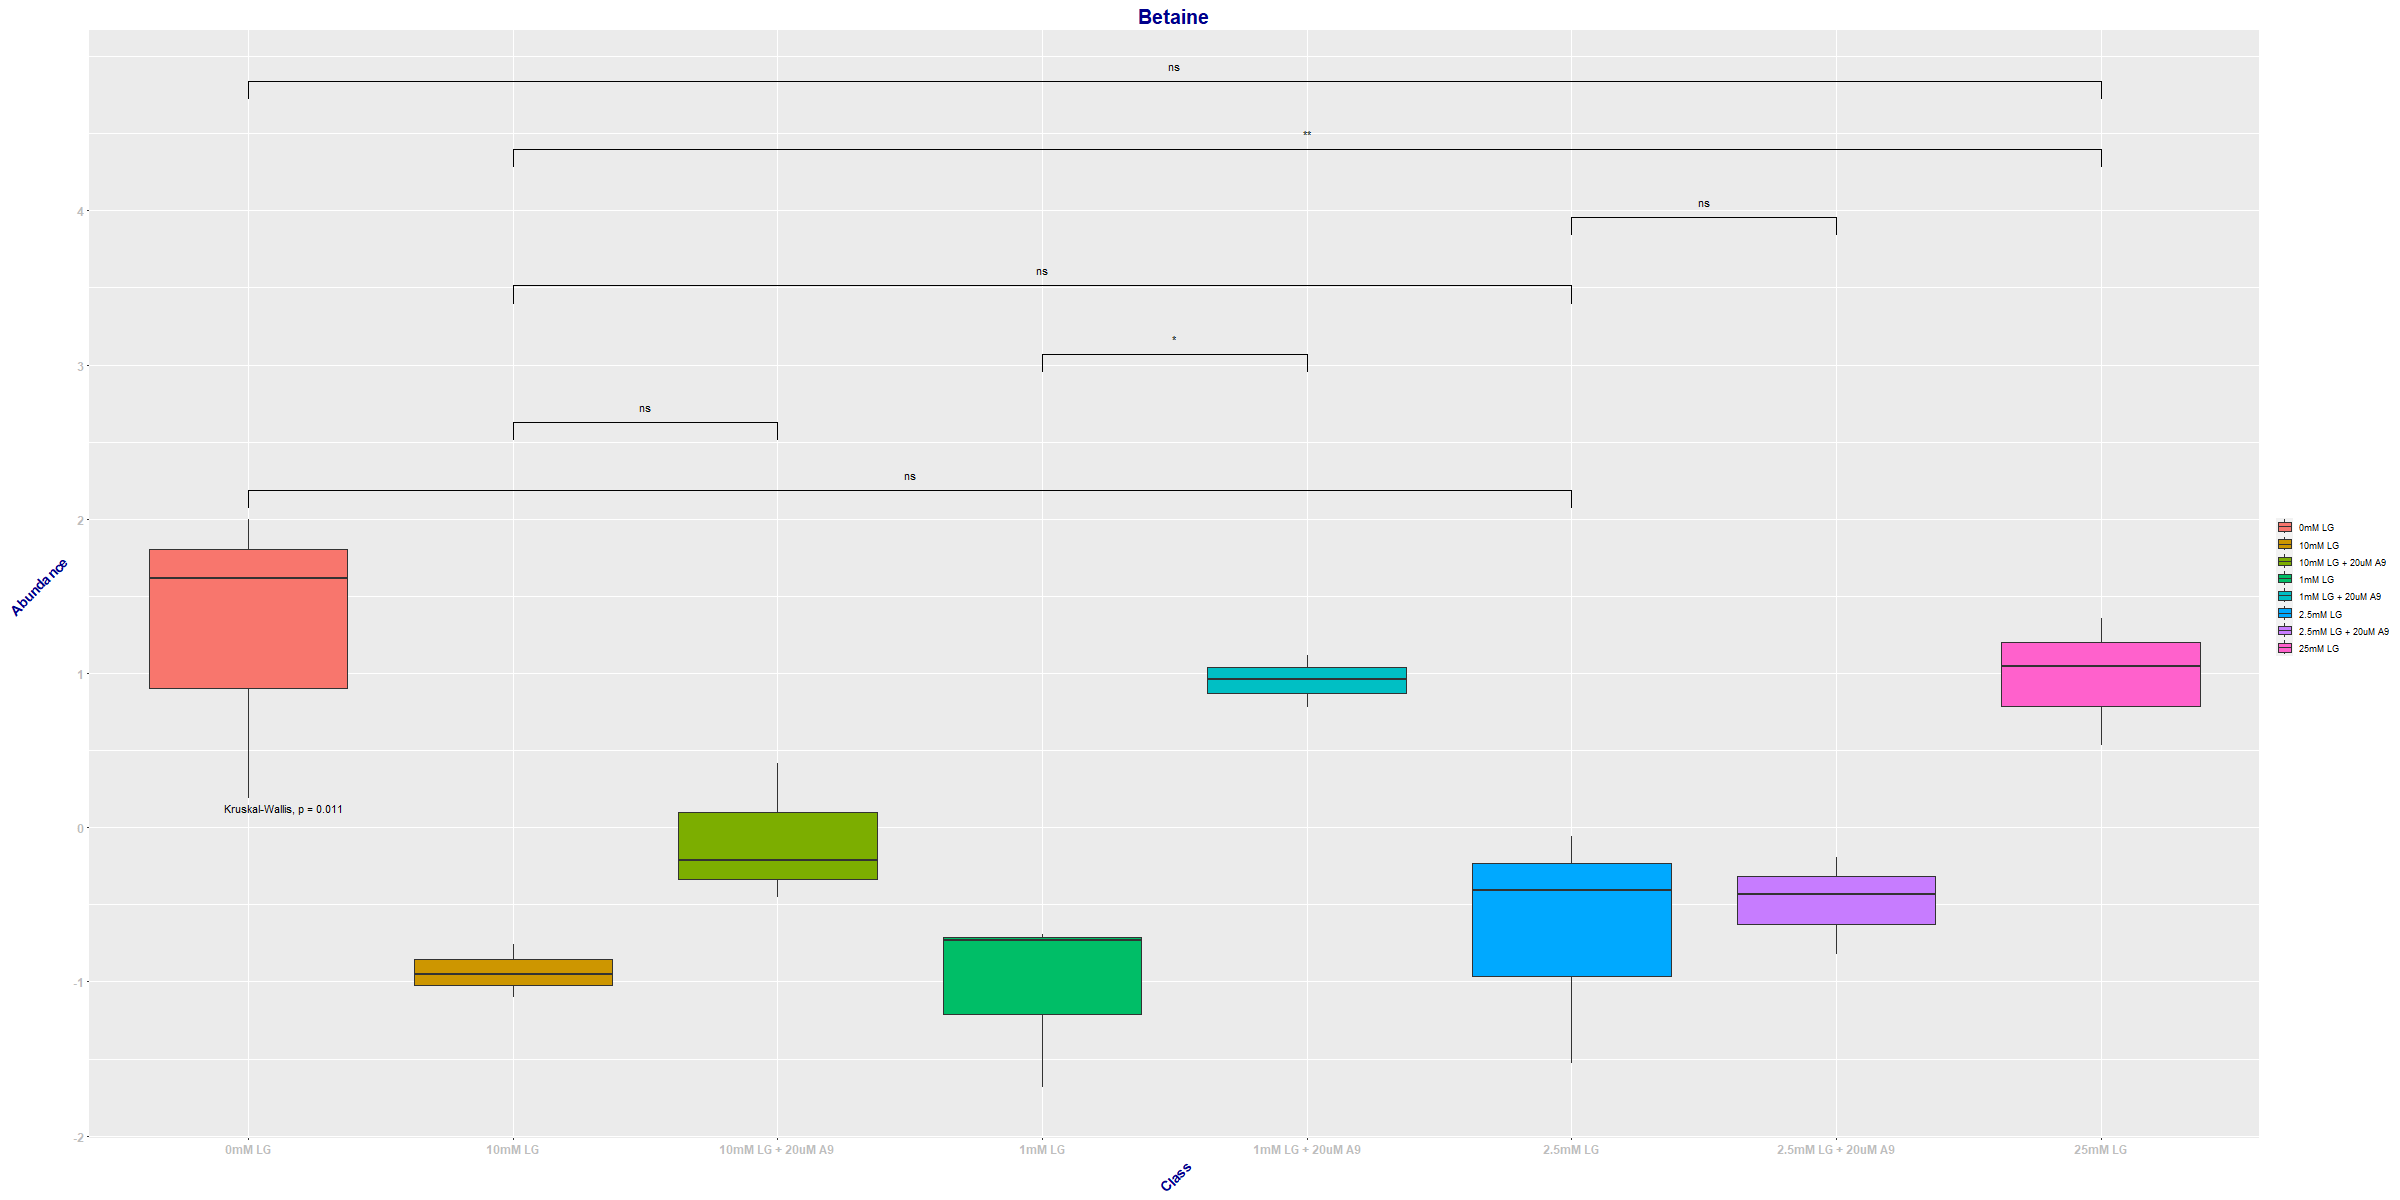 Betaine
ns
**
4
ns
ns
3
*
ns
ns
2
Abundance
1
Kruskal-Wallis, p = 0.011
0
-1
-2
0mM LG
10mM LG
10mM LG + 20uM A9
1mM LG
1mM LG + 20uM A9
2.5mM LG
2.5mM LG + 20uM A9
25mM LG
Class
0mM LG
10mM LG
10mM LG + 20uM A9
1mM LG
1mM LG + 20uM A9
2.5mM LG
2.5mM LG + 20uM A9
25mM LG